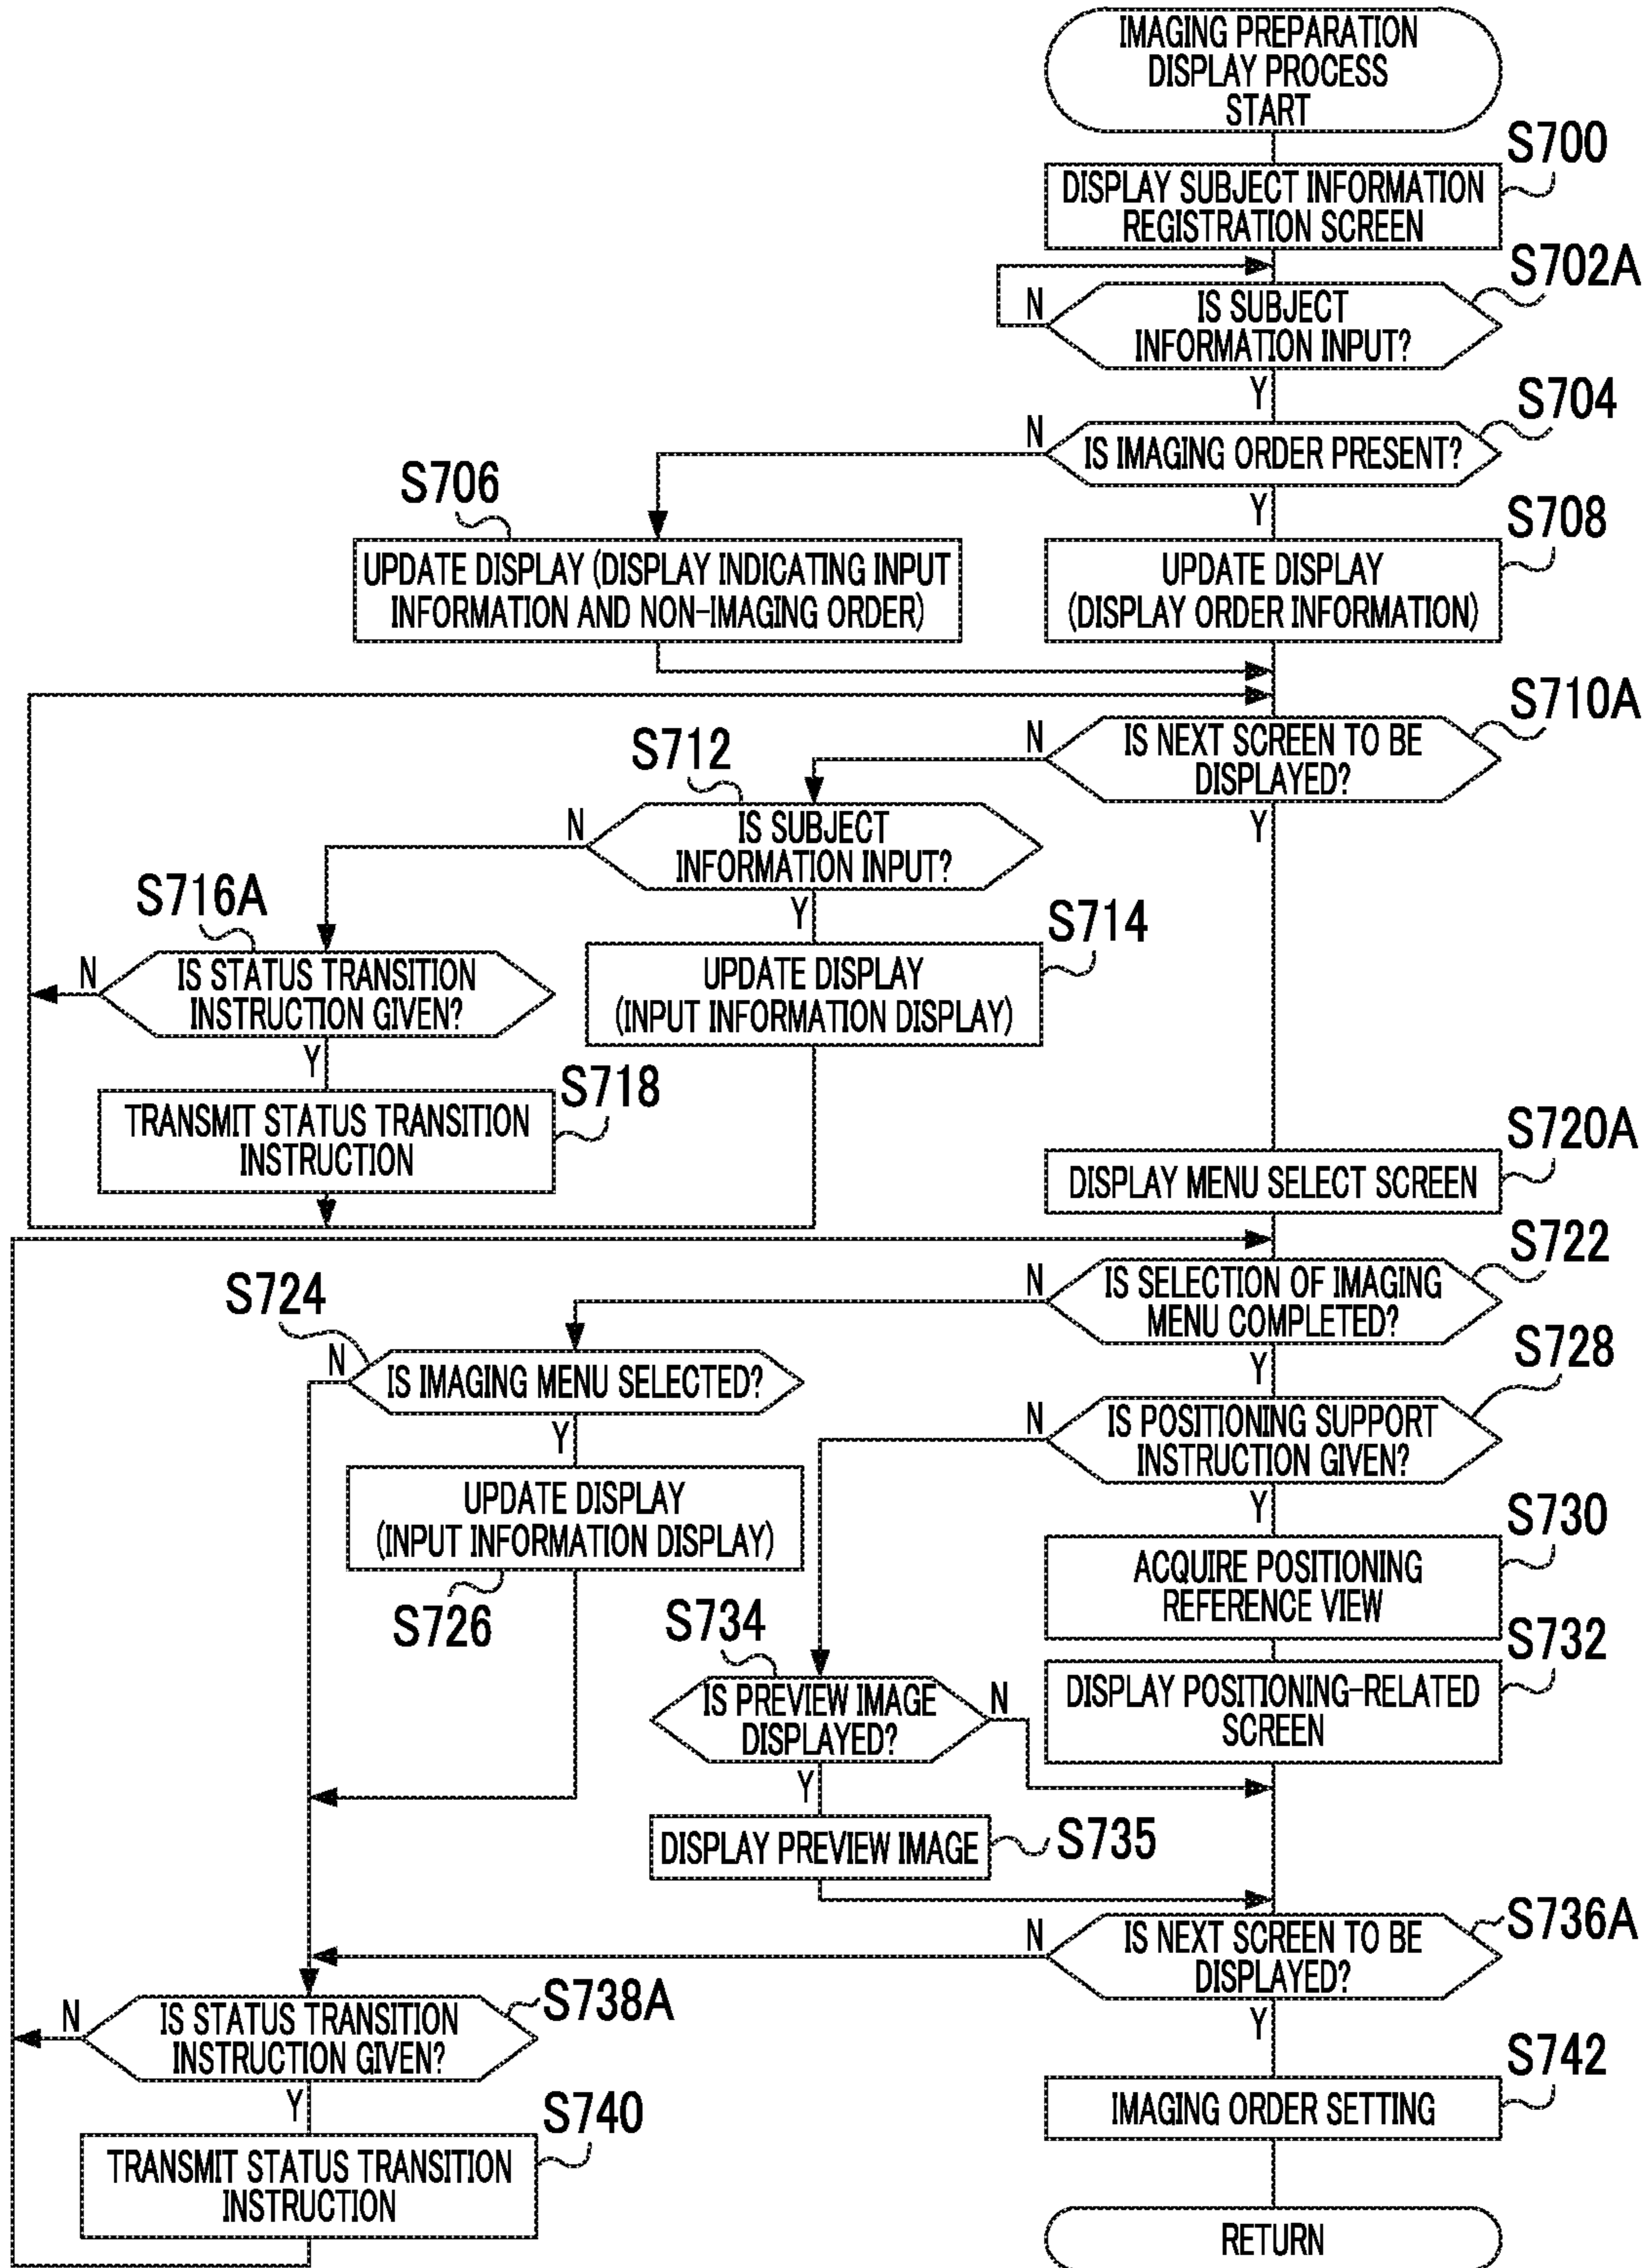 IMAGING PREPARATION
DISPLAY PROCESS
START
S700
DISPLAY SUBJECT INFORMATION
REGISTRATION SCREEN
S702A
N
IS SUBJECT
INFORMATION INPUT?
Y
S704
N
IS IMAGING ORDER PRESENT?
Y
S706
UPDATE DISPLAY (DISPLAY INDICATING INPUT
INFORMATION AND NON-IMAGING ORDER)
S708
UPDATE DISPLAY
(DISPLAY ORDER INFORMATION)
S710A
N
IS NEXT SCREEN TO BE
DISPLAYED?
Y
S712
N
IS SUBJECT
INFORMATION INPUT?
Y
S714
UPDATE DISPLAY
(INPUT INFORMATION DISPLAY)
S716A
N
IS STATUS TRANSITION
INSTRUCTION GIVEN?
Y
S718
TRANSMIT STATUS TRANSITION
INSTRUCTION
S720A
DISPLAY MENU SELECT SCREEN
S722
N
IS SELECTION OF IMAGING
MENU COMPLETED?
Y
S724
N
IS IMAGING MENU SELECTED?
Y
UPDATE DISPLAY
(INPUT INFORMATION DISPLAY)
S726
S728
N
IS POSITIONING SUPPORT
INSTRUCTION GIVEN?
Y
S730
ACQUIRE POSITIONING
REFERENCE VIEW
S732
DISPLAY POSITIONING-RELATED
SCREEN
S734
IS PREVIEW IMAGE
DISPLAYED?
N
Y
DISPLAY PREVIEW IMAGE
S735
S736A
N
IS NEXT SCREEN TO BE
DISPLAYED?
Y
S738A
N
IS STATUS TRANSITION
INSTRUCTION GIVEN?
Y
S740
TRANSMIT STATUS TRANSITION
INSTRUCTION
S742
IMAGING ORDER SETTING
RETURN